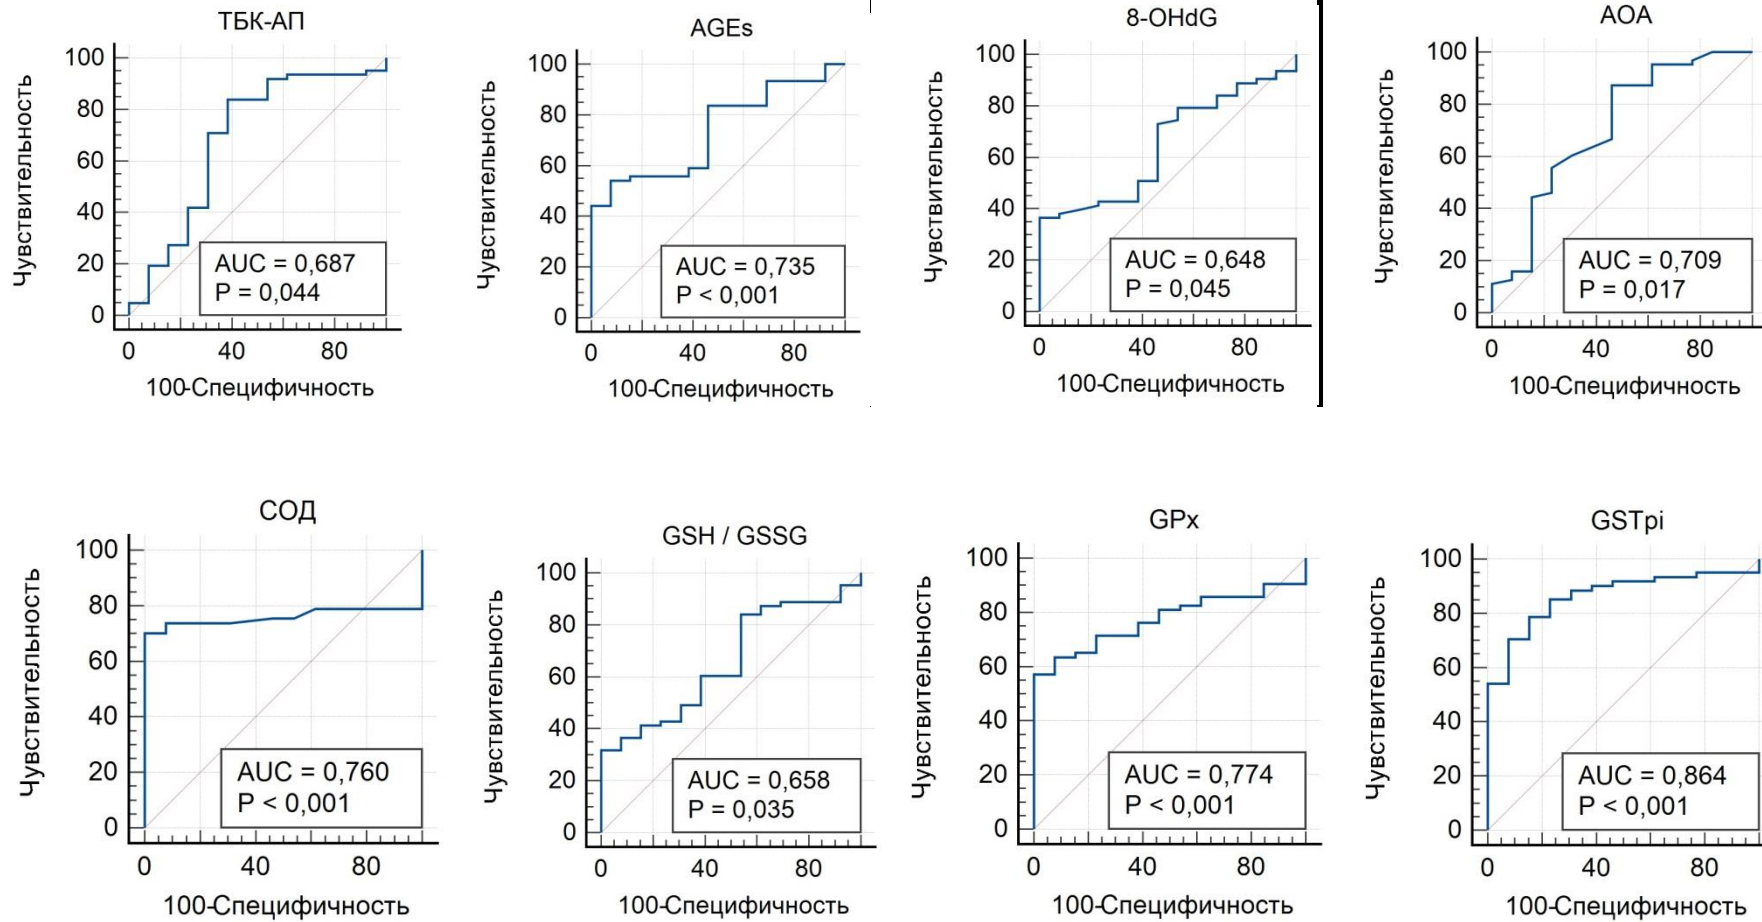 ТБК-АП
Чувствительность
100
80
60
40
20
0
AUC = 0,687
P = 0,044
0 40 80
100-Специфичность
AGEs
Чувствительность
100
80
60
40
20
0
AUC = 0,735
P < 0,001
0 40 80
100-Специфичность
8-OHdG
Чувствительность
100
80
60
40
20
0
AUC = 0,648
P = 0,045
0 40 80
100-Специфичность
АОА
Чувствительность
100
80
60
40
20
0
AUC = 0,709
P = 0,017
0 40 80
100-Специфичность
СОД
Чувствительность
100
80
60
40
20
0
AUC = 0,760
P < 0,001
0 40 80
100-Специфичность
GSH / GSSG
Чувствительность
100
80
60
40
20
0
AUC = 0,658
P = 0,035
0 40 80
100-Специфичность
GPx
Чувствительность
100
80
60
40
20
0
AUC = 0,774
P < 0,001
0 40 80
100-Специфичность
GSTpi
Чувствительность
100
80
60
40
20
0
AUC = 0,864
P < 0,001
0 40 80
100-Специфичность